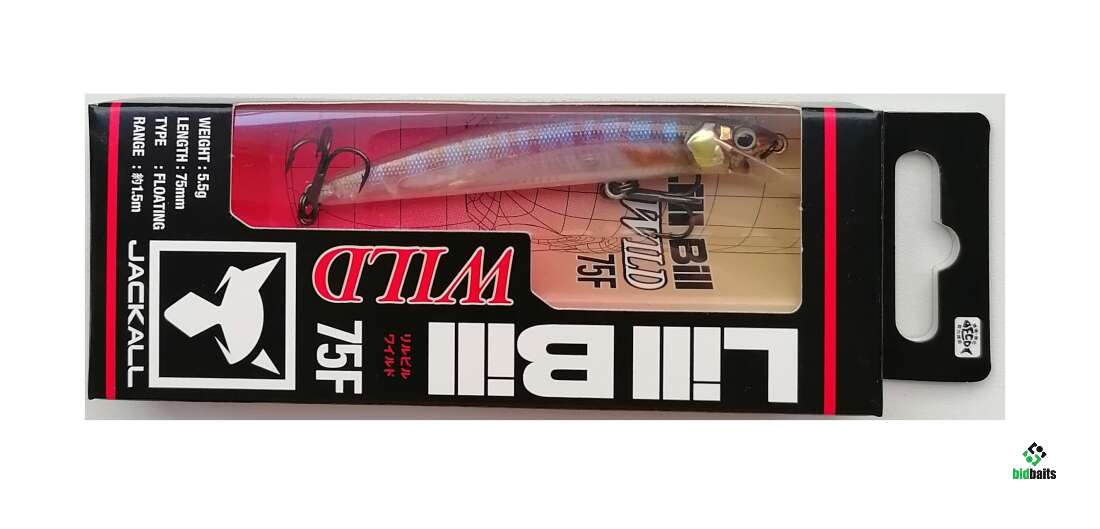 WEIGHT : 5.5g
LENGTH : 75mm
TYPE : FLOATING
RANGE : 約1.5m
JACKALL
WILD
75F
リルビル
ワイルド
Lill Bill
Lill Bill
WILD
75F
bidbaits